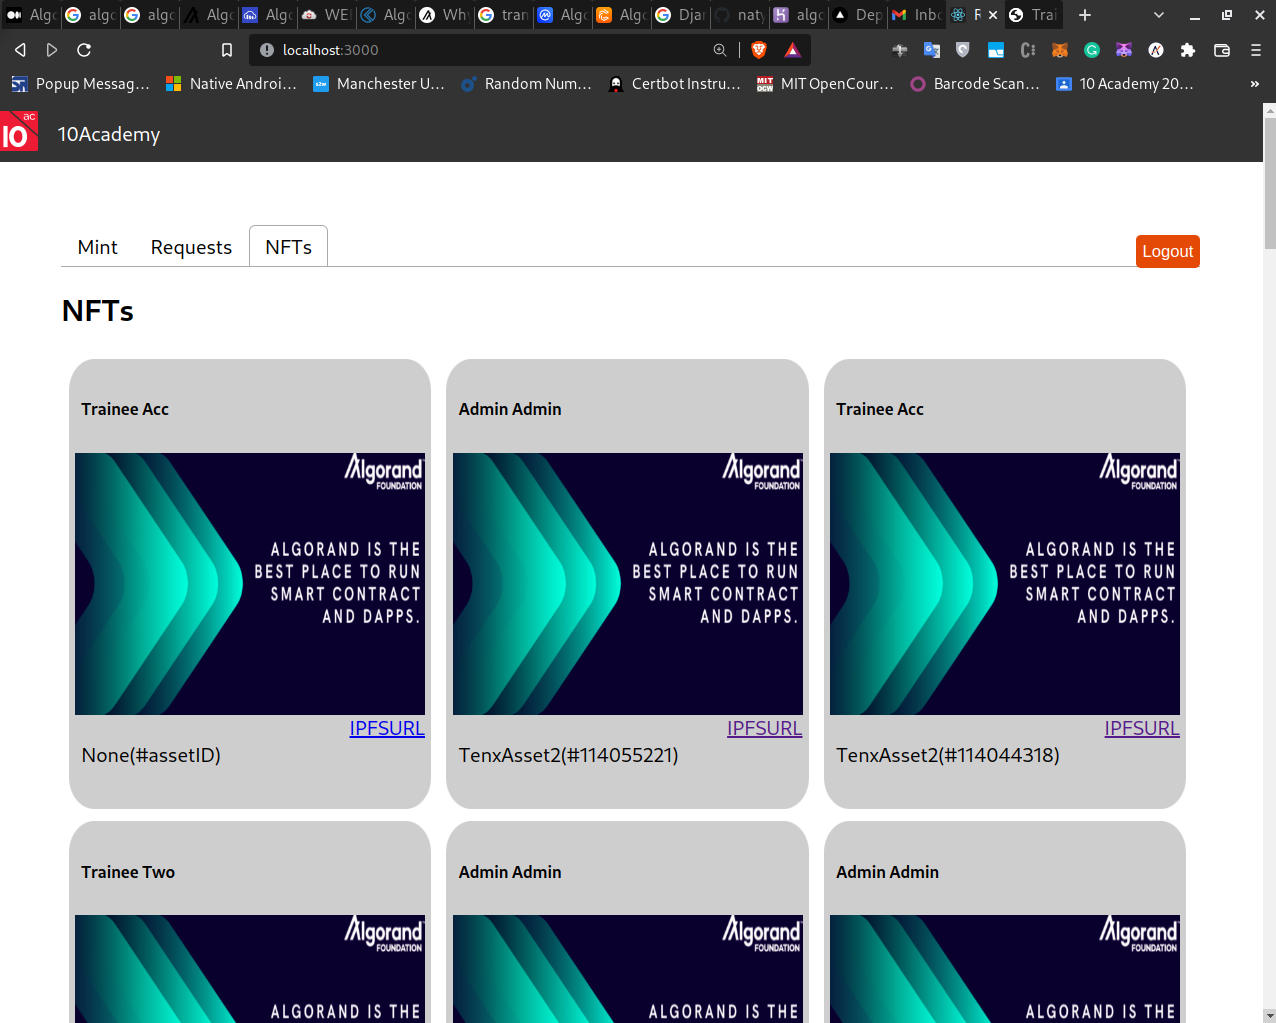 Algo algo algo Algo Algo WE Algo Why tran Algo Algo Djan naty algo Dep Inbo R Trai
localhost:3000
Popup Messag... Native Androi... Manchester U... Random Num... Certbot Instru... MIT OpenCour... Barcode Scan... 10 Academy 20... »
10 ac 10Academy
Mint Requests NFTs Logout
NFTs
Trainee Acc Admin Admin Trainee Acc
Algorand Algorand Algorand
FOUNDATION FOUNDATION FOUNDATION
ALGORAND IS THE ALGORAND IS THE ALGORAND IS THE
BEST PLACE TO RUN BEST PLACE TO RUN BEST PLACE TO RUN
SMART CONTRACT SMART CONTRACT SMART CONTRACT
AND DAPPS. AND DAPPS. AND DAPPS.
IPFSURL IPFSURL IPFSURL
None(#assetID) TenxAsset2(#114055221) TenxAsset2(#114044318)
Trainee Two Admin Admin Admin Admin
Algorand Algorand Algorand
FOUNDATION FOUNDATION FOUNDATION
ALGORAND IS THE ALGORAND IS THE ALGORAND IS THE